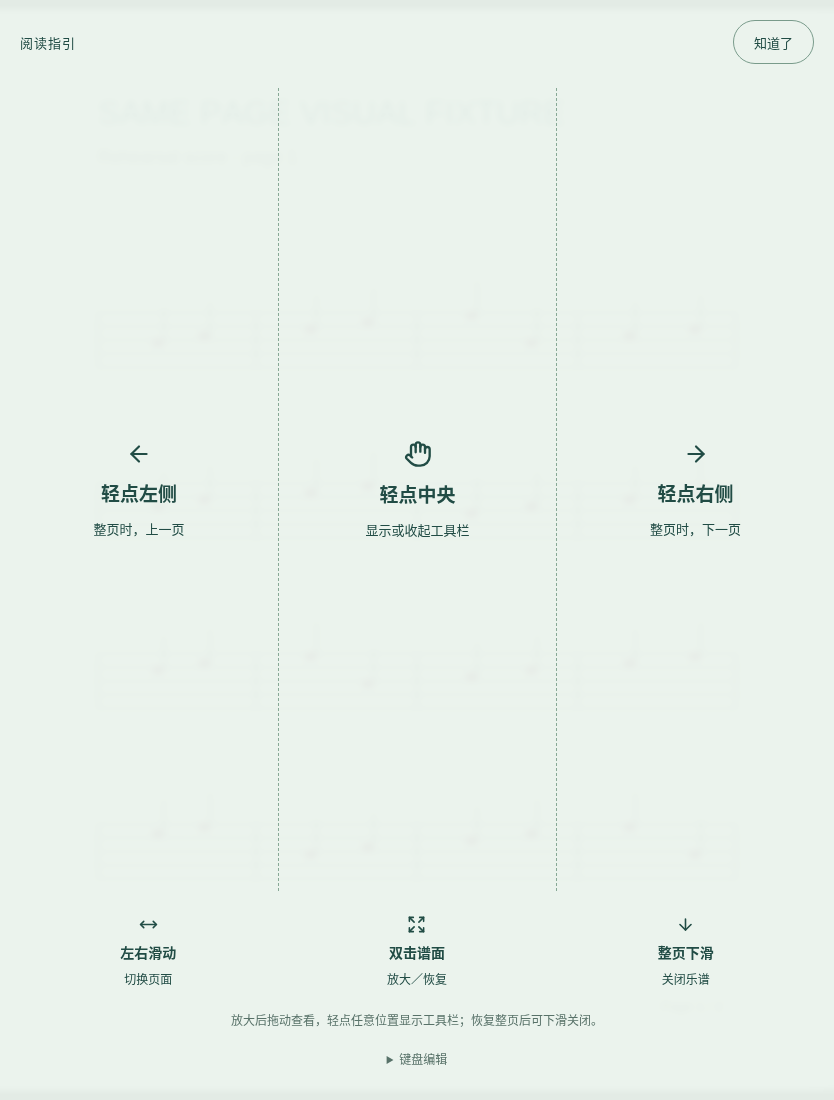 阅读指引
知道了
GAME PAGE VISUAL FIXTURE
轻点左侧
整页时，上一页
轻点中央
显示或收起工具栏
轻点右侧
整页时，下一页
左右滑动
切换页面
双击谱面
放大／恢复
整页下滑
关闭乐谱
放大后拖动查看，轻点任意位置显示工具栏；恢复整页后可下滑关闭。
▶ 键盘编辑